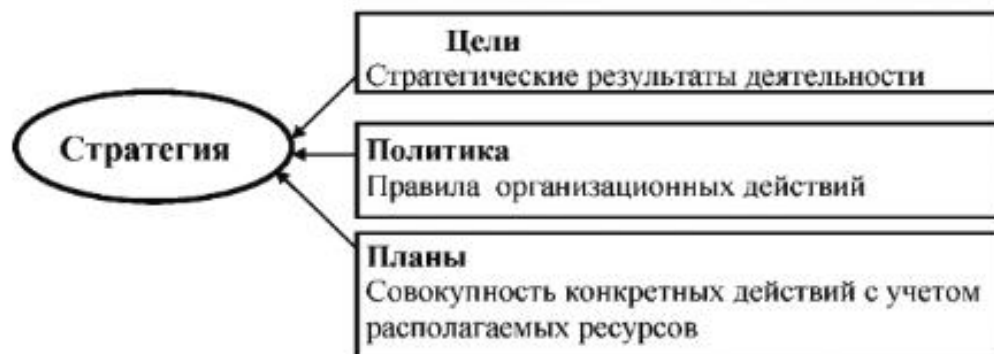 Цели
Стратегические результаты деятельности
Стратегия
Политика
Правила организационных действий
Планы
Совокупность конкретных действий с учетом
располагаемых ресурсов